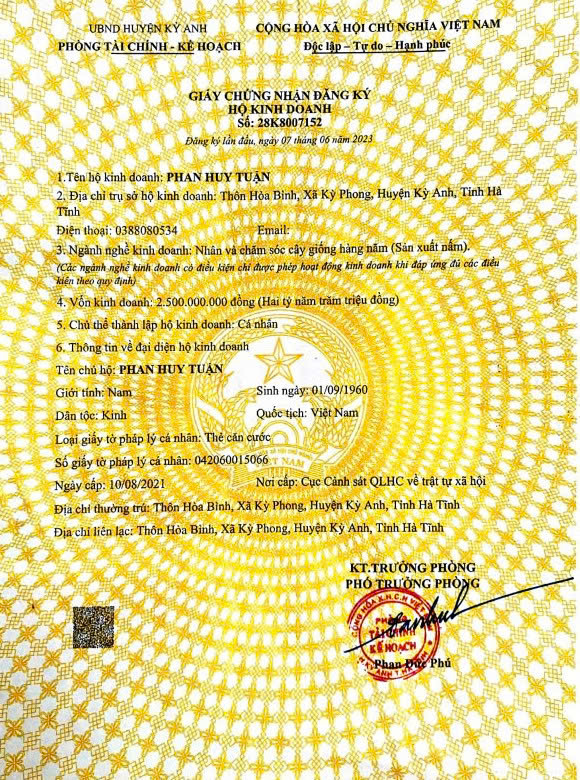 UBND HUYỆN KỲ ANH
PHÒNG TÀI CHÍNH - KẾ HOẠCH
CỘNG HÒA XÃ HỘI CHỦ NGHĨA VIỆT NAM
Độc lập – Tự do – Hạnh phúc
GIẤY CHỨNG NHẬN ĐĂNG KÝ
HỘ KINH DOANH
Số: 28K8007152
Đăng ký lần đầu, ngày 07 tháng 06 năm 2023
1.Tên hộ kinh doanh: PHAN HUY TUẬN
2. Địa chỉ trụ sở hộ kinh doanh: Thôn Hòa Bình, Xã Kỳ Phong, Huyện Kỳ Anh, Tỉnh Hà
Tĩnh
Điện thoại: 0388080534 Email:
3. Ngành nghề kinh doanh: Nhân và chăm sóc cây giống hàng năm (Sản xuất nấm).
(Các ngành nghề kinh doanh có điều kiện chỉ được phép hoạt động kinh doanh khi đáp ứng đủ các điều
kiện theo quy định)
4. Vốn kinh doanh: 2.500.000.000 đồng (Hai tỷ năm trăm triệu đồng)
5. Chủ thể thành lập hộ kinh doanh: Cá nhân
6. Thông tin về đại diện hộ kinh doanh
Tên chủ hộ: PHAN HUY TUẬN
Giới tính: Nam Sinh ngày: 01/09/1960
Dân tộc: Kinh Quốc tịch: Việt Nam
Loại giấy tờ pháp lý cá nhân: Thẻ căn cước
Số giấy tờ pháp lý cá nhân: 042060015066
Ngày cấp: 10/08/2021 Nơi cấp: Cục Cảnh sát QLHC về trật tự xã hội
Địa chỉ thường trú: Thôn Hòa Bình, Xã Kỳ Phong, Huyện Kỳ Anh, Tỉnh Hà Tĩnh
Địa chỉ liên lạc: Thôn Hòa Bình, Xã Kỳ Phong, Huyện Kỳ Anh, Tỉnh Hà Tĩnh
KT.TRƯỞNG PHÒNG
PHÓ TRƯỞNG PHÒNG
PHÒNG
TÀI CHÍNH
KẾ HOẠCH
Phan Đức Phú